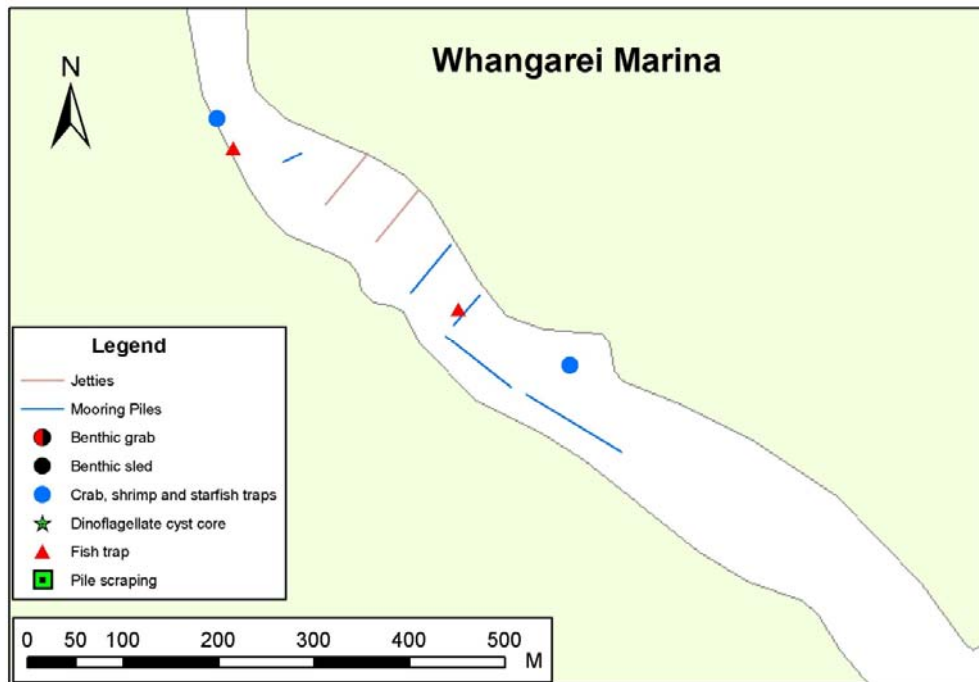 Whangarei Marina
N
Legend
Jetties
Mooring Piles
Benthic grab
Benthic sled
Crab, shrimp and starfish traps
Dinoflagellate cyst core
Fish trap
Pile scraping
0 50 100 200 300 400 500
M